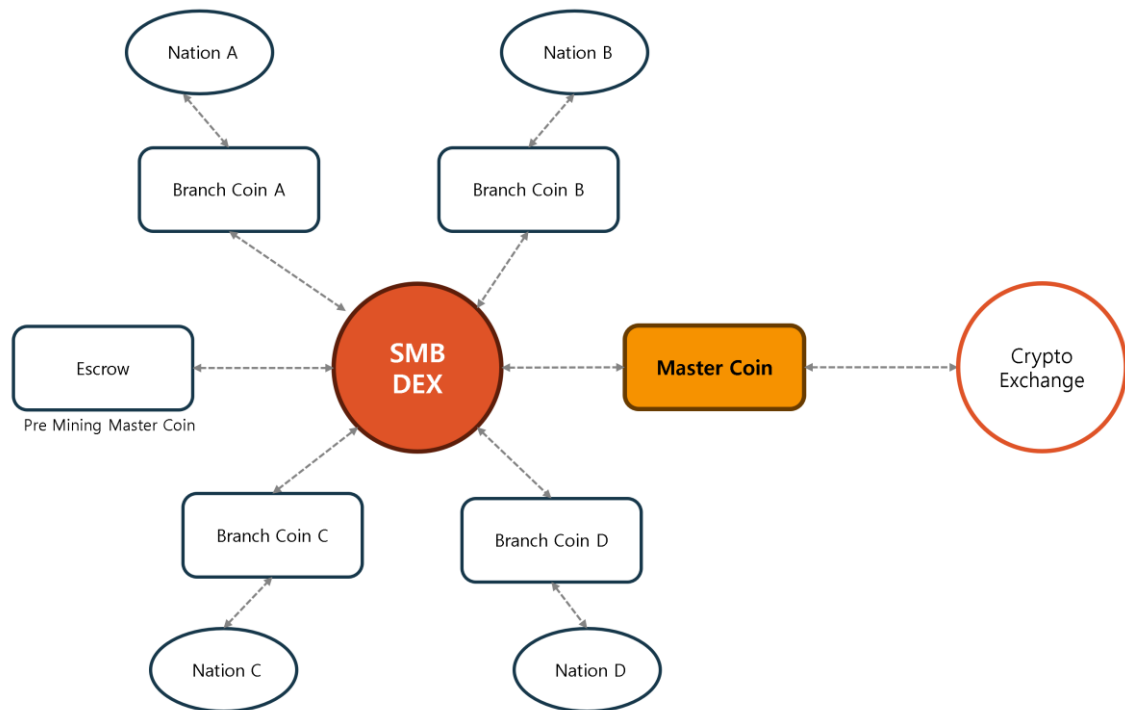 Nation A
Nation B
Branch Coin A
Branch Coin B
Escrow
Pre Mining Master Coin
SMB
DEX
Master Coin
Crypto
Exchange
Branch Coin C
Branch Coin D
Nation C
Nation D